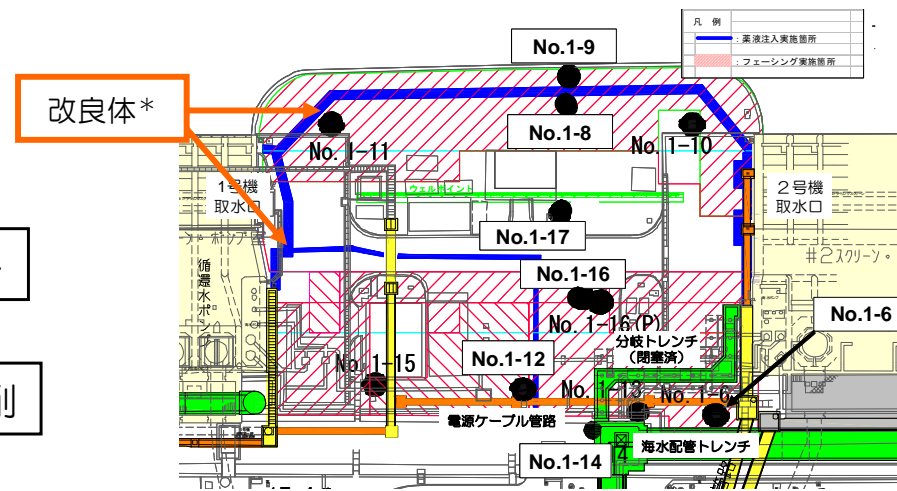 凡 例
：薬液注入実施箇所
：フェーシング実施箇所
No.1-9
改良体*
No.1-8
No. 1-11
No. 1-10
1号機
取水口
ウェルポイント
2号機
取水口
No.1-17
#2スクリーン
循環水ポンプ
No.1-16
No. 1-16(P)
No.1-6
分岐トレンチ
（閉塞済）
No.1-12
No. 1-15
No. 1-13
No. 1-6
電源ケーブル管路
海水配管トレンチ
No.1-14
4